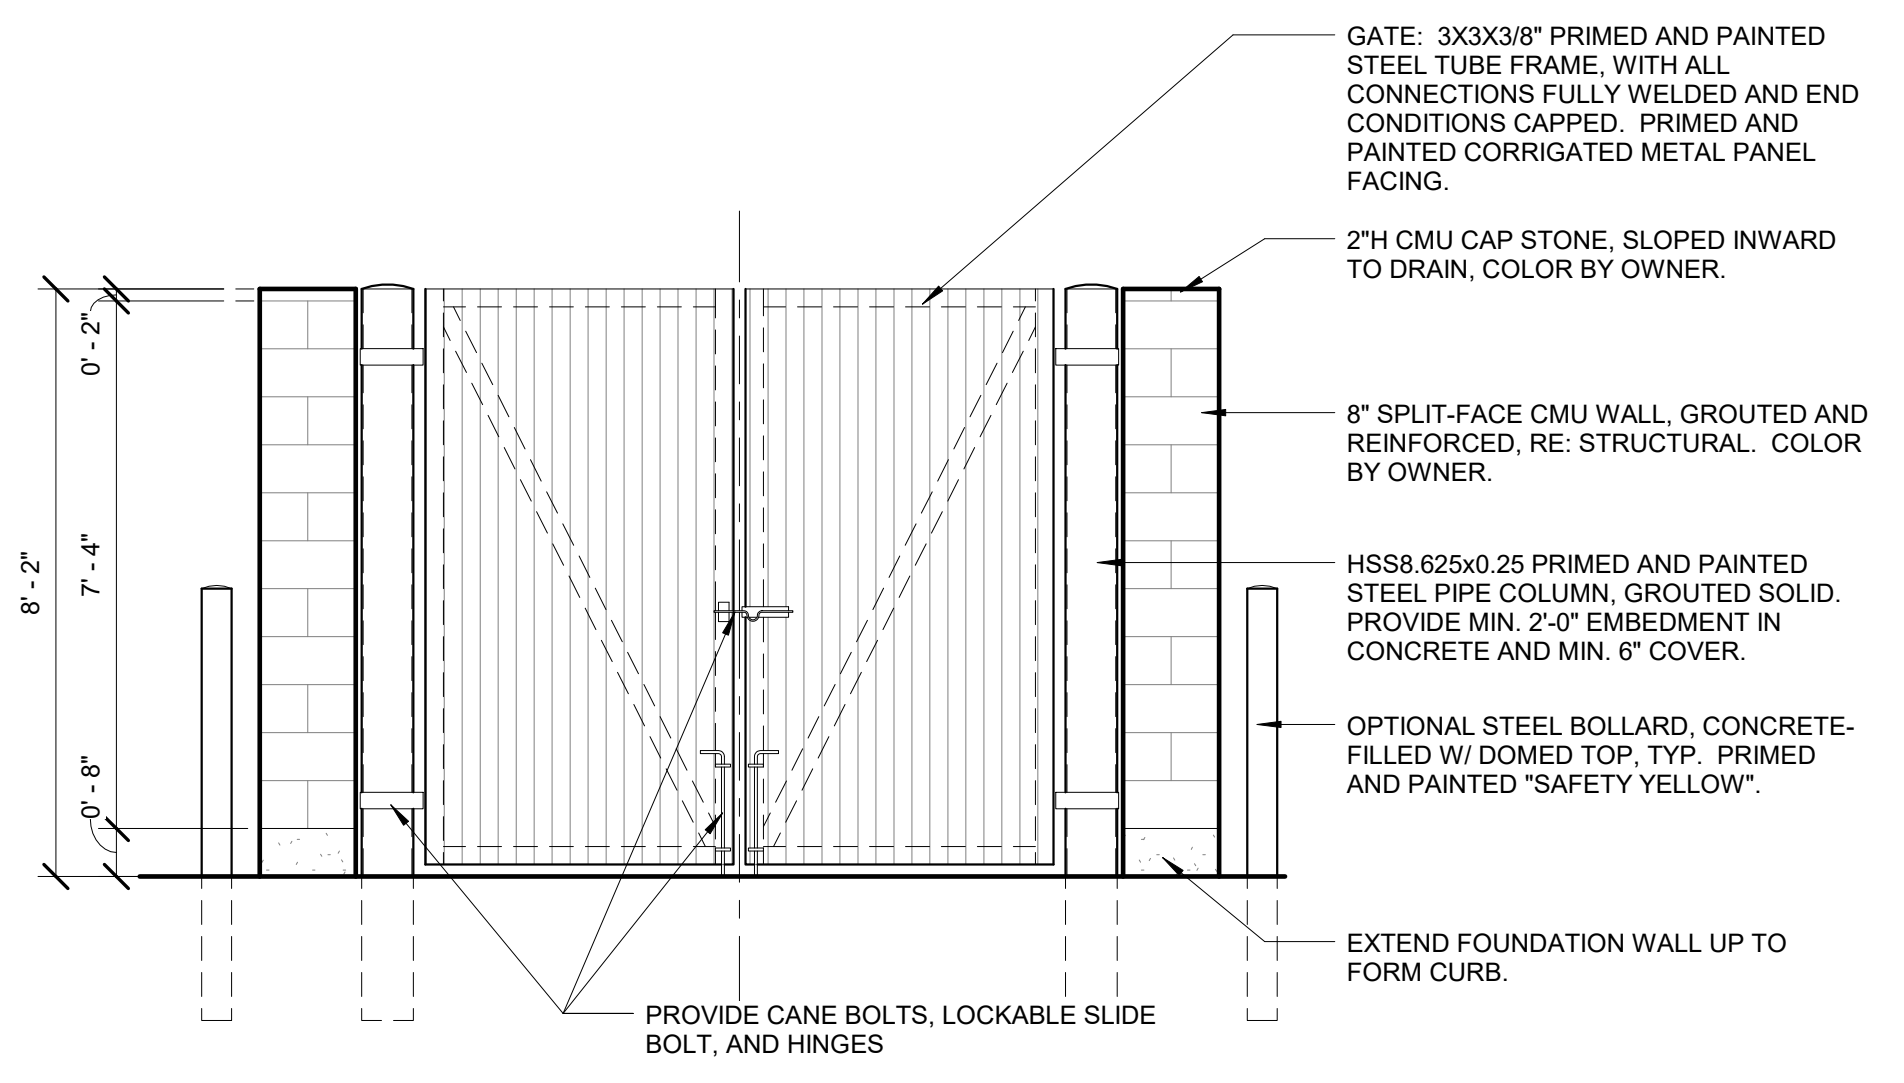 GATE:  3X3X3/8" PRIMED AND PAINTED
STEEL TUBE FRAME, WITH ALL
CONNECTIONS FULLY WELDED AND END
CONDITIONS CAPPED.  PRIMED AND
PAINTED CORRIGATED METAL PANEL
FACING.
2"H CMU CAP STONE, SLOPED INWARD
TO DRAIN, COLOR BY OWNER.
8" SPLIT-FACE CMU WALL, GROUTED AND
REINFORCED, RE: STRUCTURAL.  COLOR
BY OWNER.
HSS8.625x0.25 PRIMED AND PAINTED
STEEL PIPE COLUMN, GROUTED SOLID.
PROVIDE MIN. 2'-0" EMBEDMENT IN
CONCRETE AND MIN. 6" COVER.
OPTIONAL STEEL BOLLARD, CONCRETE-
FILLED W/ DOMED TOP, TYP.  PRIMED
AND PAINTED "SAFETY YELLOW".
EXTEND FOUNDATION WALL UP TO
FORM CURB.
PROVIDE CANE BOLTS, LOCKABLE SLIDE
BOLT, AND HINGES
8' - 2"
0' - 2"
7' - 4"
0' - 8"